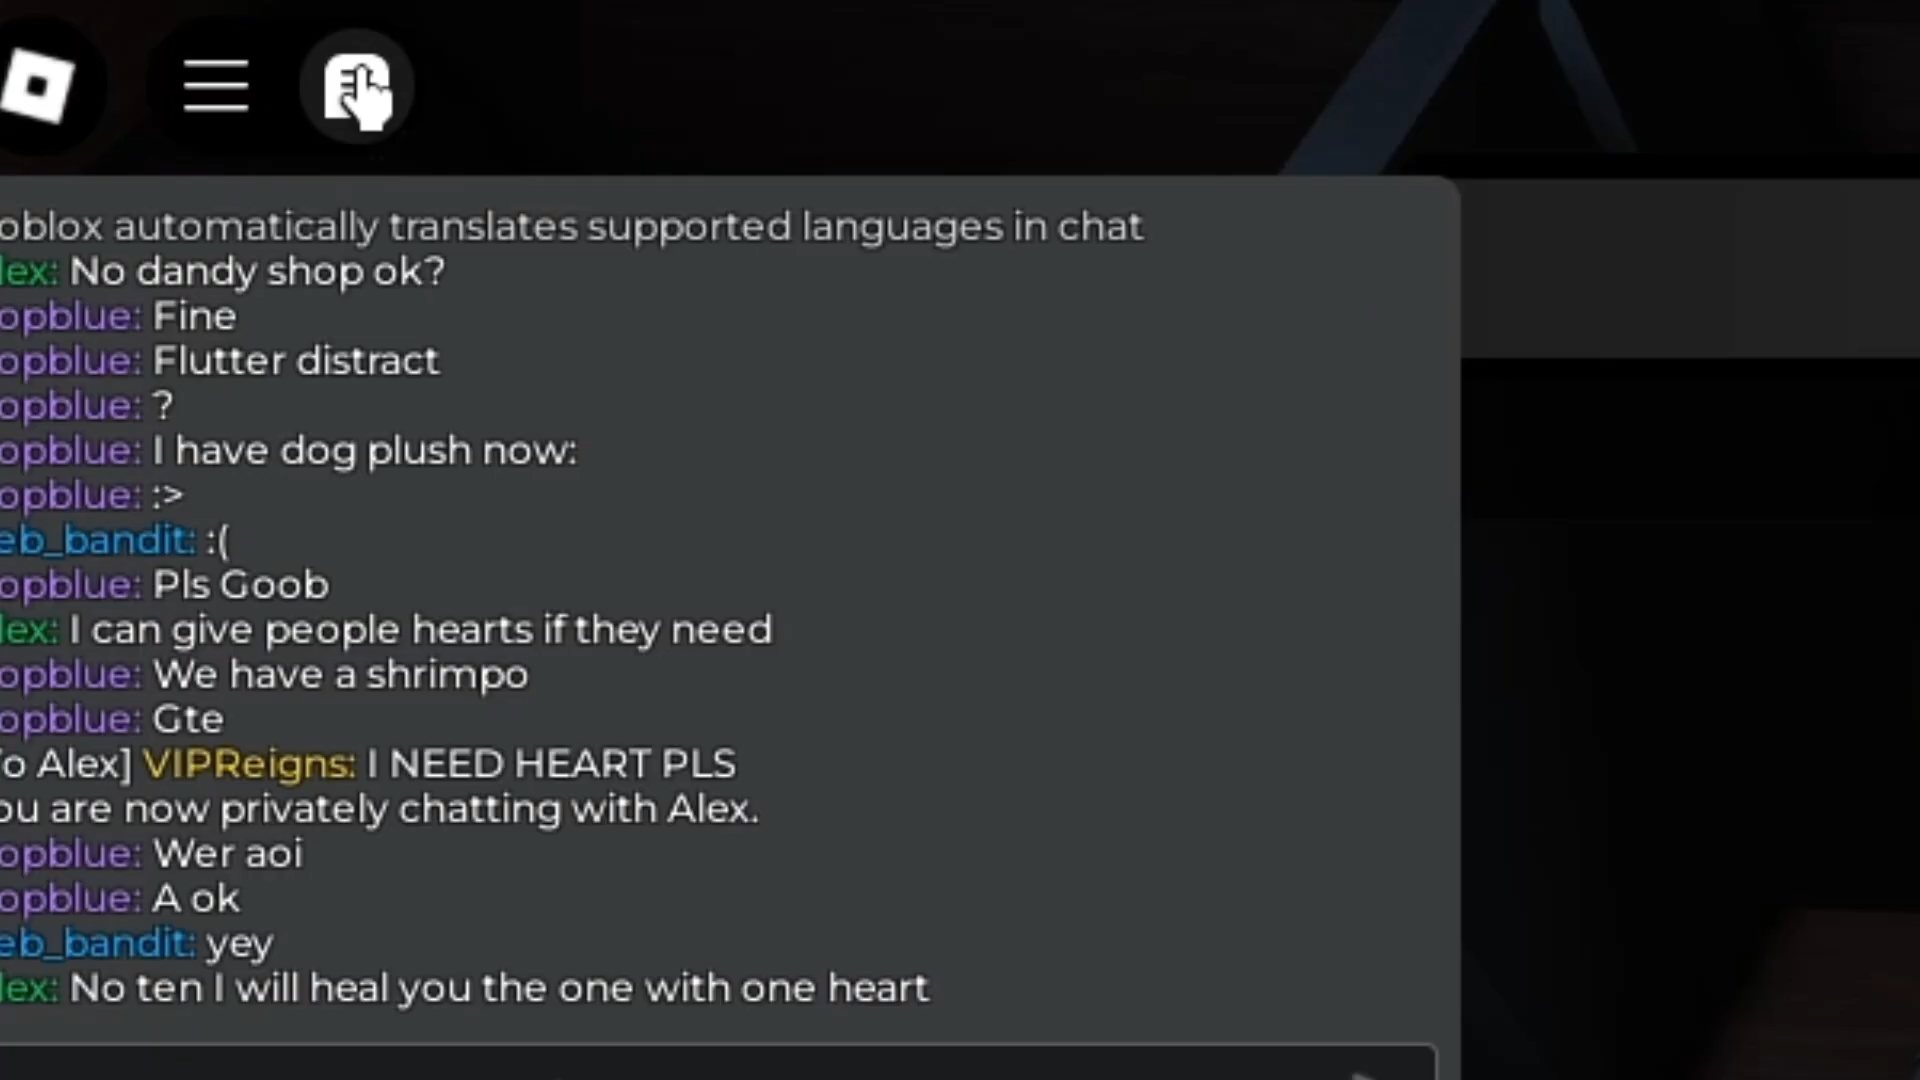 oblox automatically translates supported languages in chat
lex: No dandy shop ok?
opblue: Fine
opblue: Flutter distract
opblue: ?
opblue: I have dog plush now:
opblue: :>
eb_bandit: :(
opblue: Pls Goob
lex: I can give people hearts if they need
opblue: We have a shrimpo
opblue: Gte
o Alex] VIPReigns: I NEED HEART PLS
ou are now privately chatting with Alex.
opblue: Wer aoi
opblue: A ok
eb_bandit: yey
lex: No ten I will heal you the one with one heart